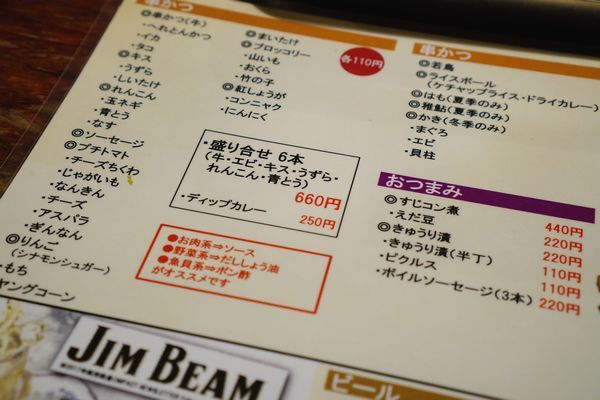 串かつ
◎串かつ(牛)
・へれとんかつ
・イカ
・タコ
◎キス
・うずら
・しいたけ
◎れんこん
・玉ネギ
・青とう
・なす
◎ソーセージ
◎プチトマト
・チーズちくわ
・じゃがいも
・なんきん
・チーズ
・アスパラ
・ぎんなん
◎りんご
(シナモンシュガー)
・もち
ヤングコーン
◎まいたけ
◎ブロッコリー
・山いも
・おくら
・竹の子
◎紅しょうが
・コンニャク
・にんにく
各110円
・盛り合せ 6本
(牛・エビ・キス・うずら・
れんこん・青とう)
660円
・ディップカレー
250円
●お肉系⇒ソース
●野菜系⇒だししょう油
●魚貝系⇒ポン酢
がオススメです
串かつ
◎若鳥
◎ライスボール
(ケチャップライス・ドライカレー)
◎はも(夏季のみ)
◎稚鮎(夏季のみ)
◎かき(冬季のみ)
・まぐろ
・エビ
・貝柱
おつまみ
◎すじコン煮 440円
・えだ豆 220円
◎きゅうり漬 220円
・きゅうり漬(半丁) 110円
・ピクルス 110円
・ボイルソーセージ(3本) 220円
JIM BEAM
ビール